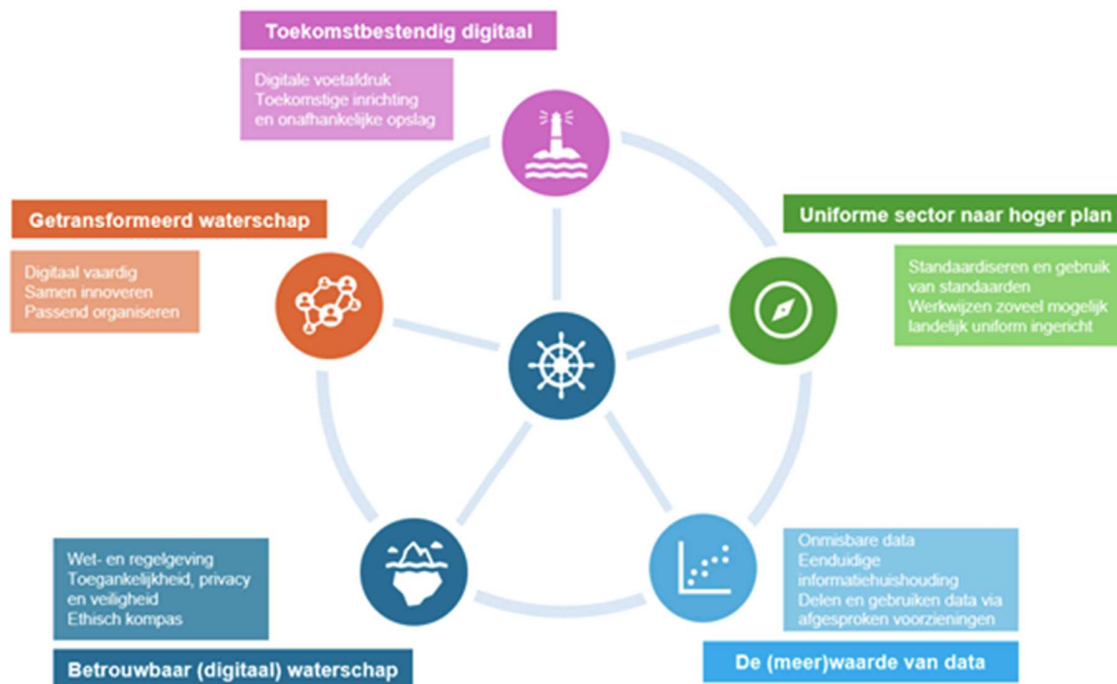 Toekomstbestendig digitaal
Digitale voetafdruk
Toekomstige inrichting
en onafhankelijke opslag
Getransformeerd waterschap
Digitaal vaardig
Samen innoveren
Passend organiseren
Uniforme sector naar hoger plan
Standaardiseren en gebruik
van standaarden
Werkwijzen zoveel mogelijk
landelijk uniform ingericht
Wet- en regelgeving
Toegankelijkheid, privacy
en veiligheid
Ethisch kompas
Betrouwbaar (digitaal) waterschap
Onmisbare data
Eenduidige
informatiehuishouding
Delen en gebruiken data via
afgesproken voorzieningen
De (meer)waarde van data